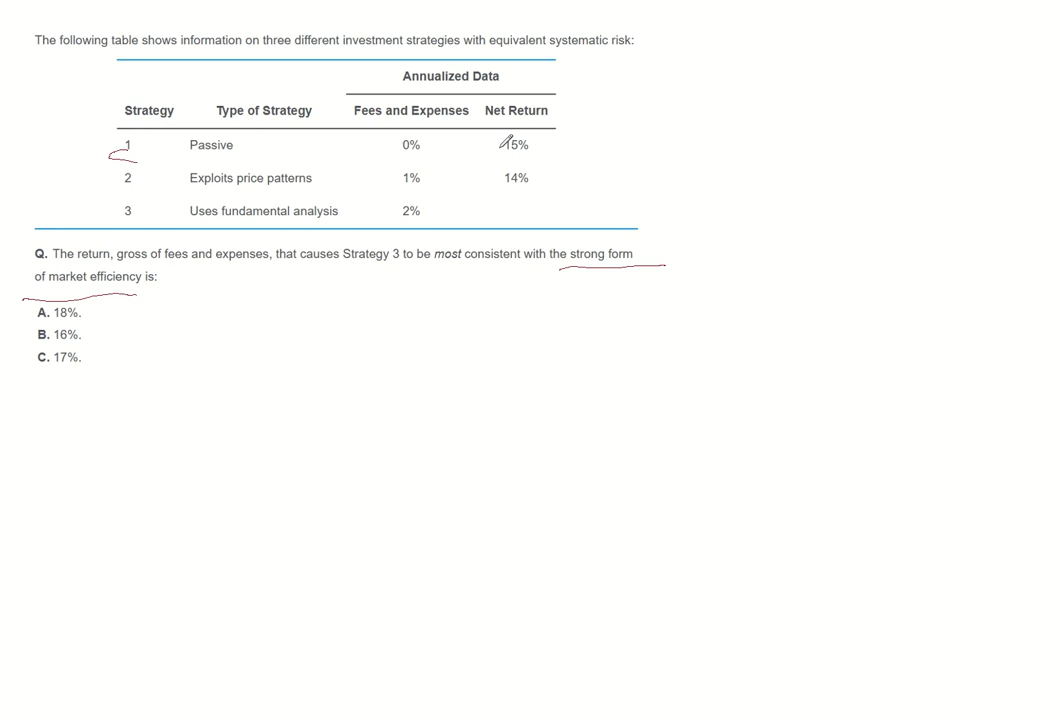 The following table shows information on three different investment strategies with equivalent systematic risk:
Annualized Data
Strategy Type of Strategy Fees and Expenses Net Return
1 Passive 0% 15%
2 Exploits price patterns 1% 14%
3 Uses fundamental analysis 2%
Q. The return, gross of fees and expenses, that causes Strategy 3 to be most consistent with the strong form
of market efficiency is:
A. 18%.
B. 16%.
C. 17%.